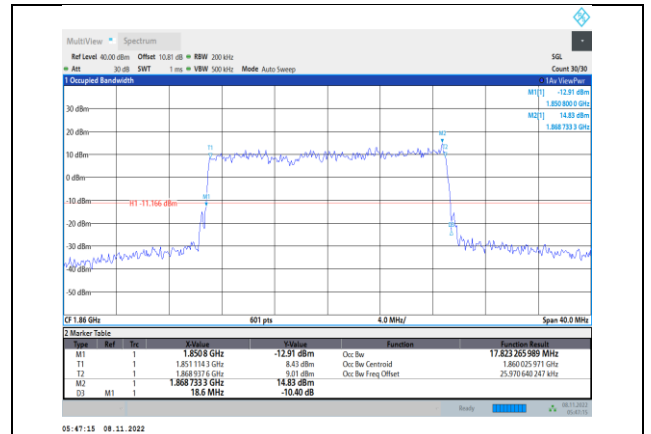 MultiView Spectrum
Ref Level 40.00 dBm Offset 10.81 dB RBW 200 kHz SGL
Att 30 dB SWT 1 ms VBW 500 kHz Mode Auto Sweep Count 30/30
1 Occupied Bandwidth 1Av ViewPwr
M1[1] -12.91 dBm
1.850 800 0 GHz
M2[1] 14.83 dBm
1.868 733 3 GHz
30 dBm
20 dBm
M2
T1 T2
10 dBm
0 dBm
M1
-10 dBm
H1 -11.166 dBm
-20 dBm
-30 dBm
-40 dBm
-50 dBm
CF 1.86 GHz 601 pts 4.0 MHz/ Span 40.0 MHz
2 Marker Table
Type Ref Trc X-Value Y-Value Function Function Result
M1 1 1.8508 GHz -12.91 dBm Occ Bw 17.823 265 989 MHz
T1 1 1.851 114 3 GHz 8.43 dBm Occ Bw Centroid 1.860 025 971 GHz
T2 1 1.868 937 6 GHz 9.01 dBm Occ Bw Freq Offset 25.970 640 247 kHz
M2 1 1.868 733 3 GHz 14.83 dBm
D3 M1 1 18.6 MHz -10.40 dB
Ready 08.11.2022
05:47:15
05:47:15 08.11.2022